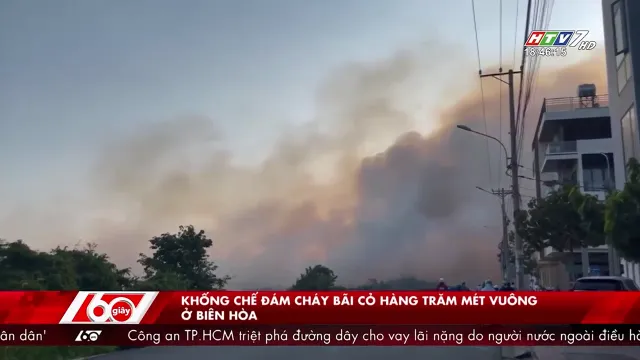 HTV7 HD
18:46:15
60 giây
KHỐNG CHẾ ĐÁM CHÁY BÃI CỎ HÀNG TRĂM MÉT VUÔNG
Ở BIÊN HÒA
ân dân' 60 Công an TP.HCM triệt phá đường dây cho vay lãi nặng do người nước ngoài điều h